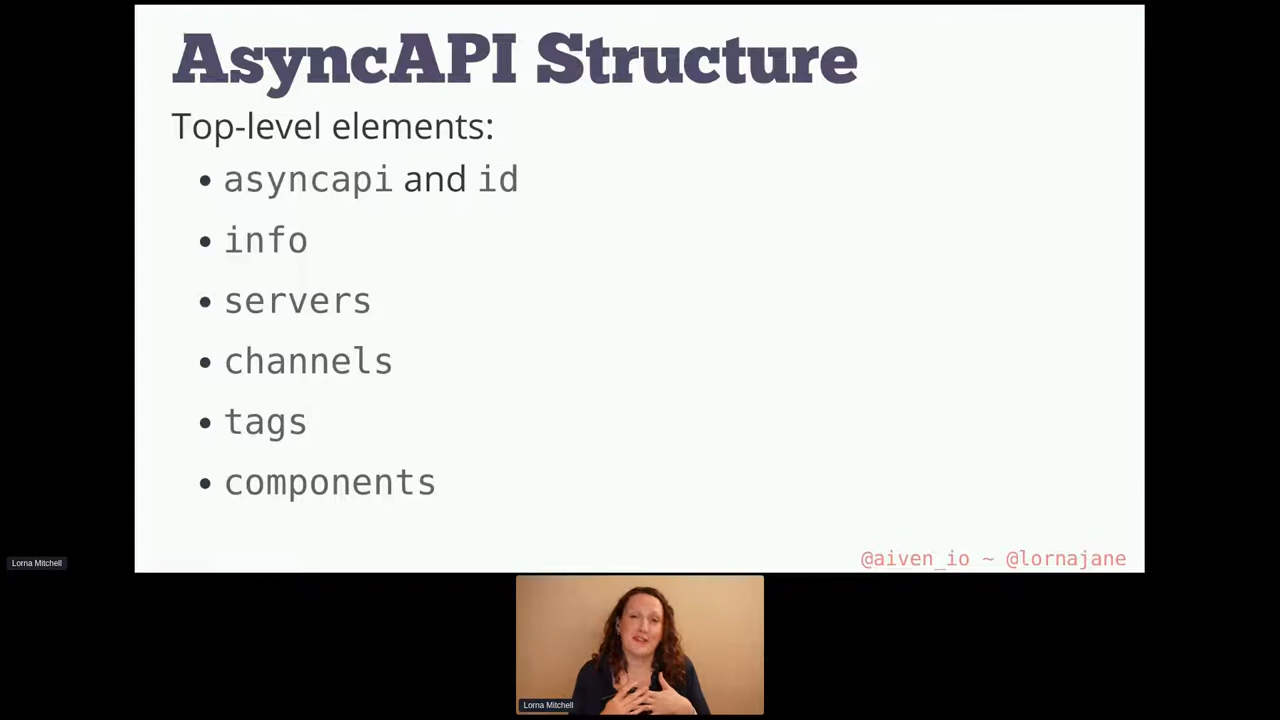 AsyncAPI Structure
Top-level elements:
• asyncapi and id
• info
• servers
• channels
• tags
• components
@aiven_io ~ @lornajane
Lorna Mitchell
Lorna Mitchell